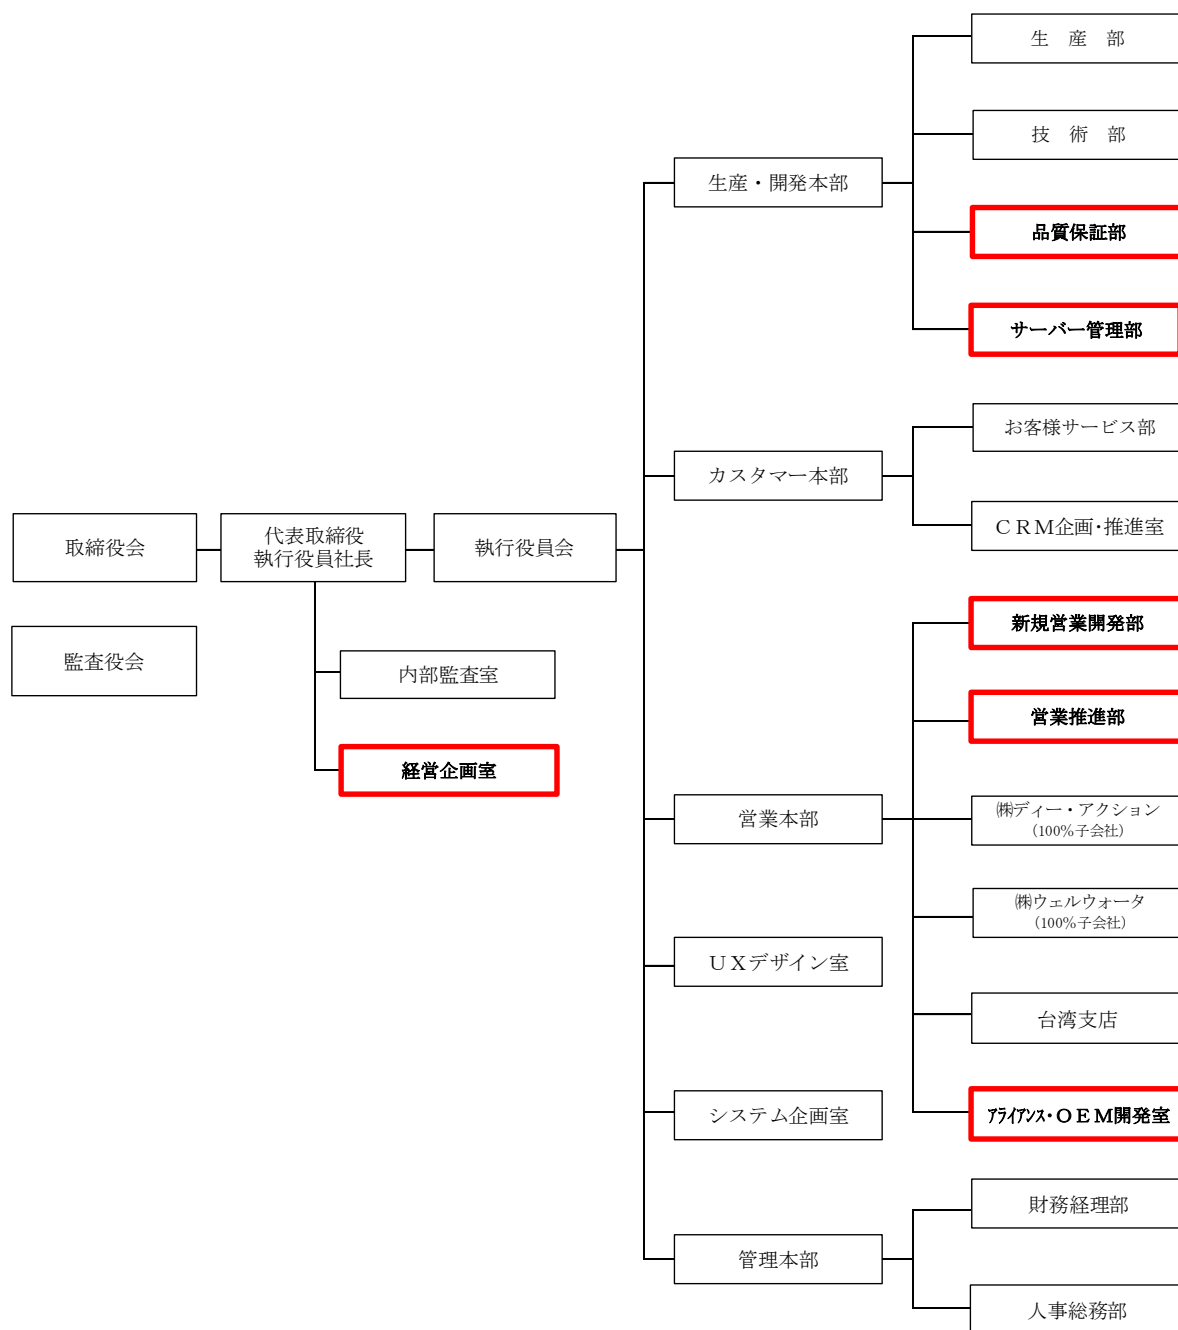 生　産　部
技　術　部
生産・開発本部
品質保証部
サーバー管理部
お客様サービス部
カスタマー本部
ＣＲＭ企画・推進室
取締役会
代表取締役
執行役員社長
執行役員会
監査役会
内部監査室
経営企画室
新規営業開発部
営業推進部
営業本部
㈱ディー・アクション
（100％子会社）
㈱ウェルウォータ
（100％子会社）
台湾支店
ｱﾗｲｱﾝｽ・ＯＥＭ開発室
ＵＸデザイン室
システム企画室
財務経理部
管理本部
人事総務部